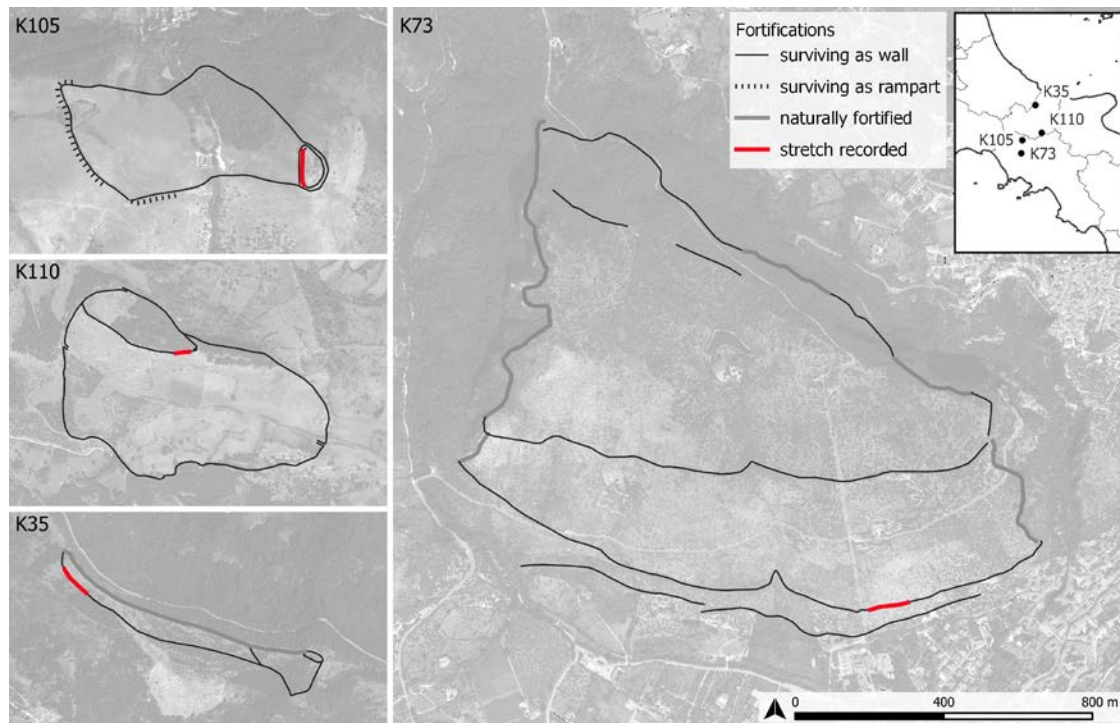 K105
K73
Fortifications
surviving as wall
surviving as rampart
naturally fortified
stretch recorded
K35
K110
K105
K73
K110
K35
0 400 800 m